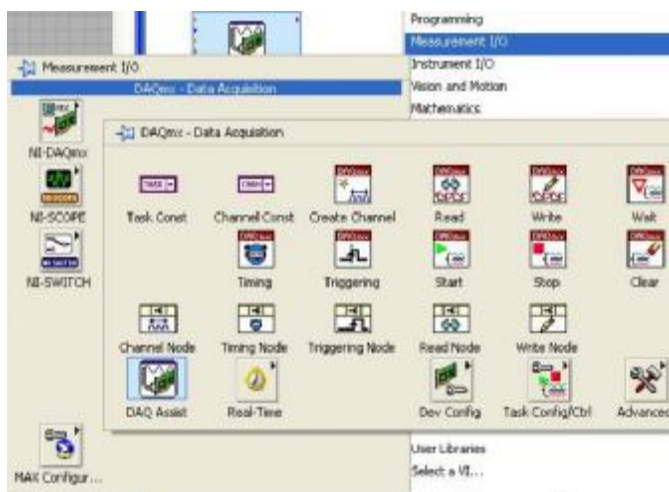 Programming
Measurement I/O
Instrument I/O
Vision and Motion
Mathematics
Measurement I/O
DAQmx - Data Acquisition
NI-DAQmx
NI-SCOPE
NI-SWITCH
MAX Configur...
DAQmx - Data Acquisition
Task Const Channel Const Create Channel Read Write Wait
Timing Triggering Start Stop Clear
Channel Node Timing Node Triggering Node Read Node Write Node
DAQ Assist Real-Time Dev Config Task Config/Ctrl Advanced
User Libraries
Select a VI...